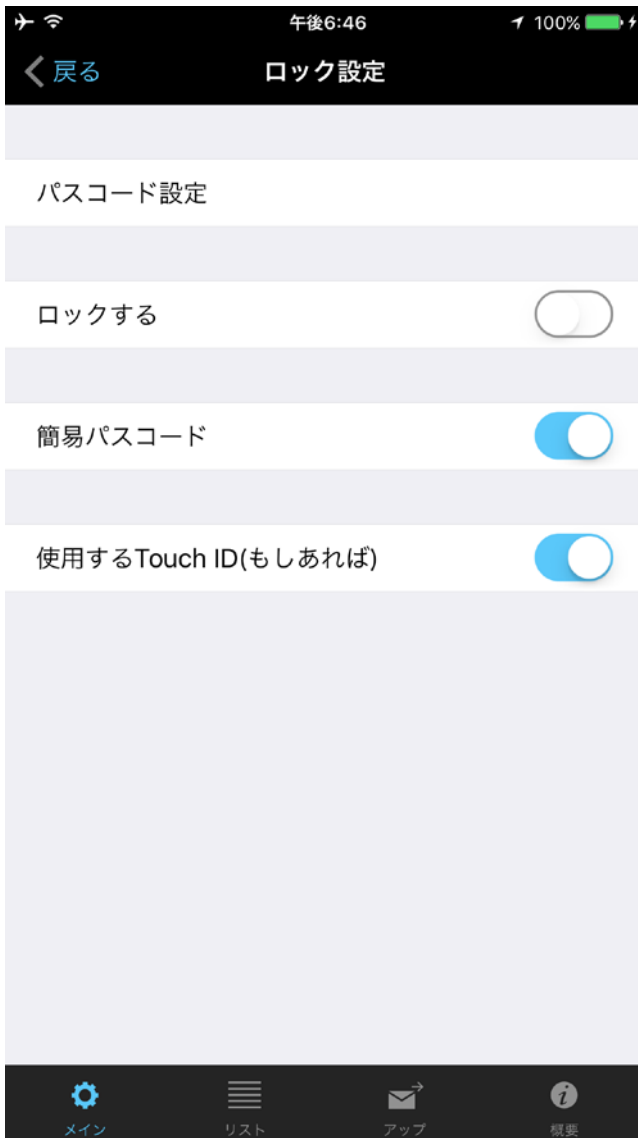 午後6:46
100%
戻る
ロック設定
パスコード設定
ロックする
簡易パスコード
使用するTouch ID(もしあれば)
メイン
リスト
アップ
概要